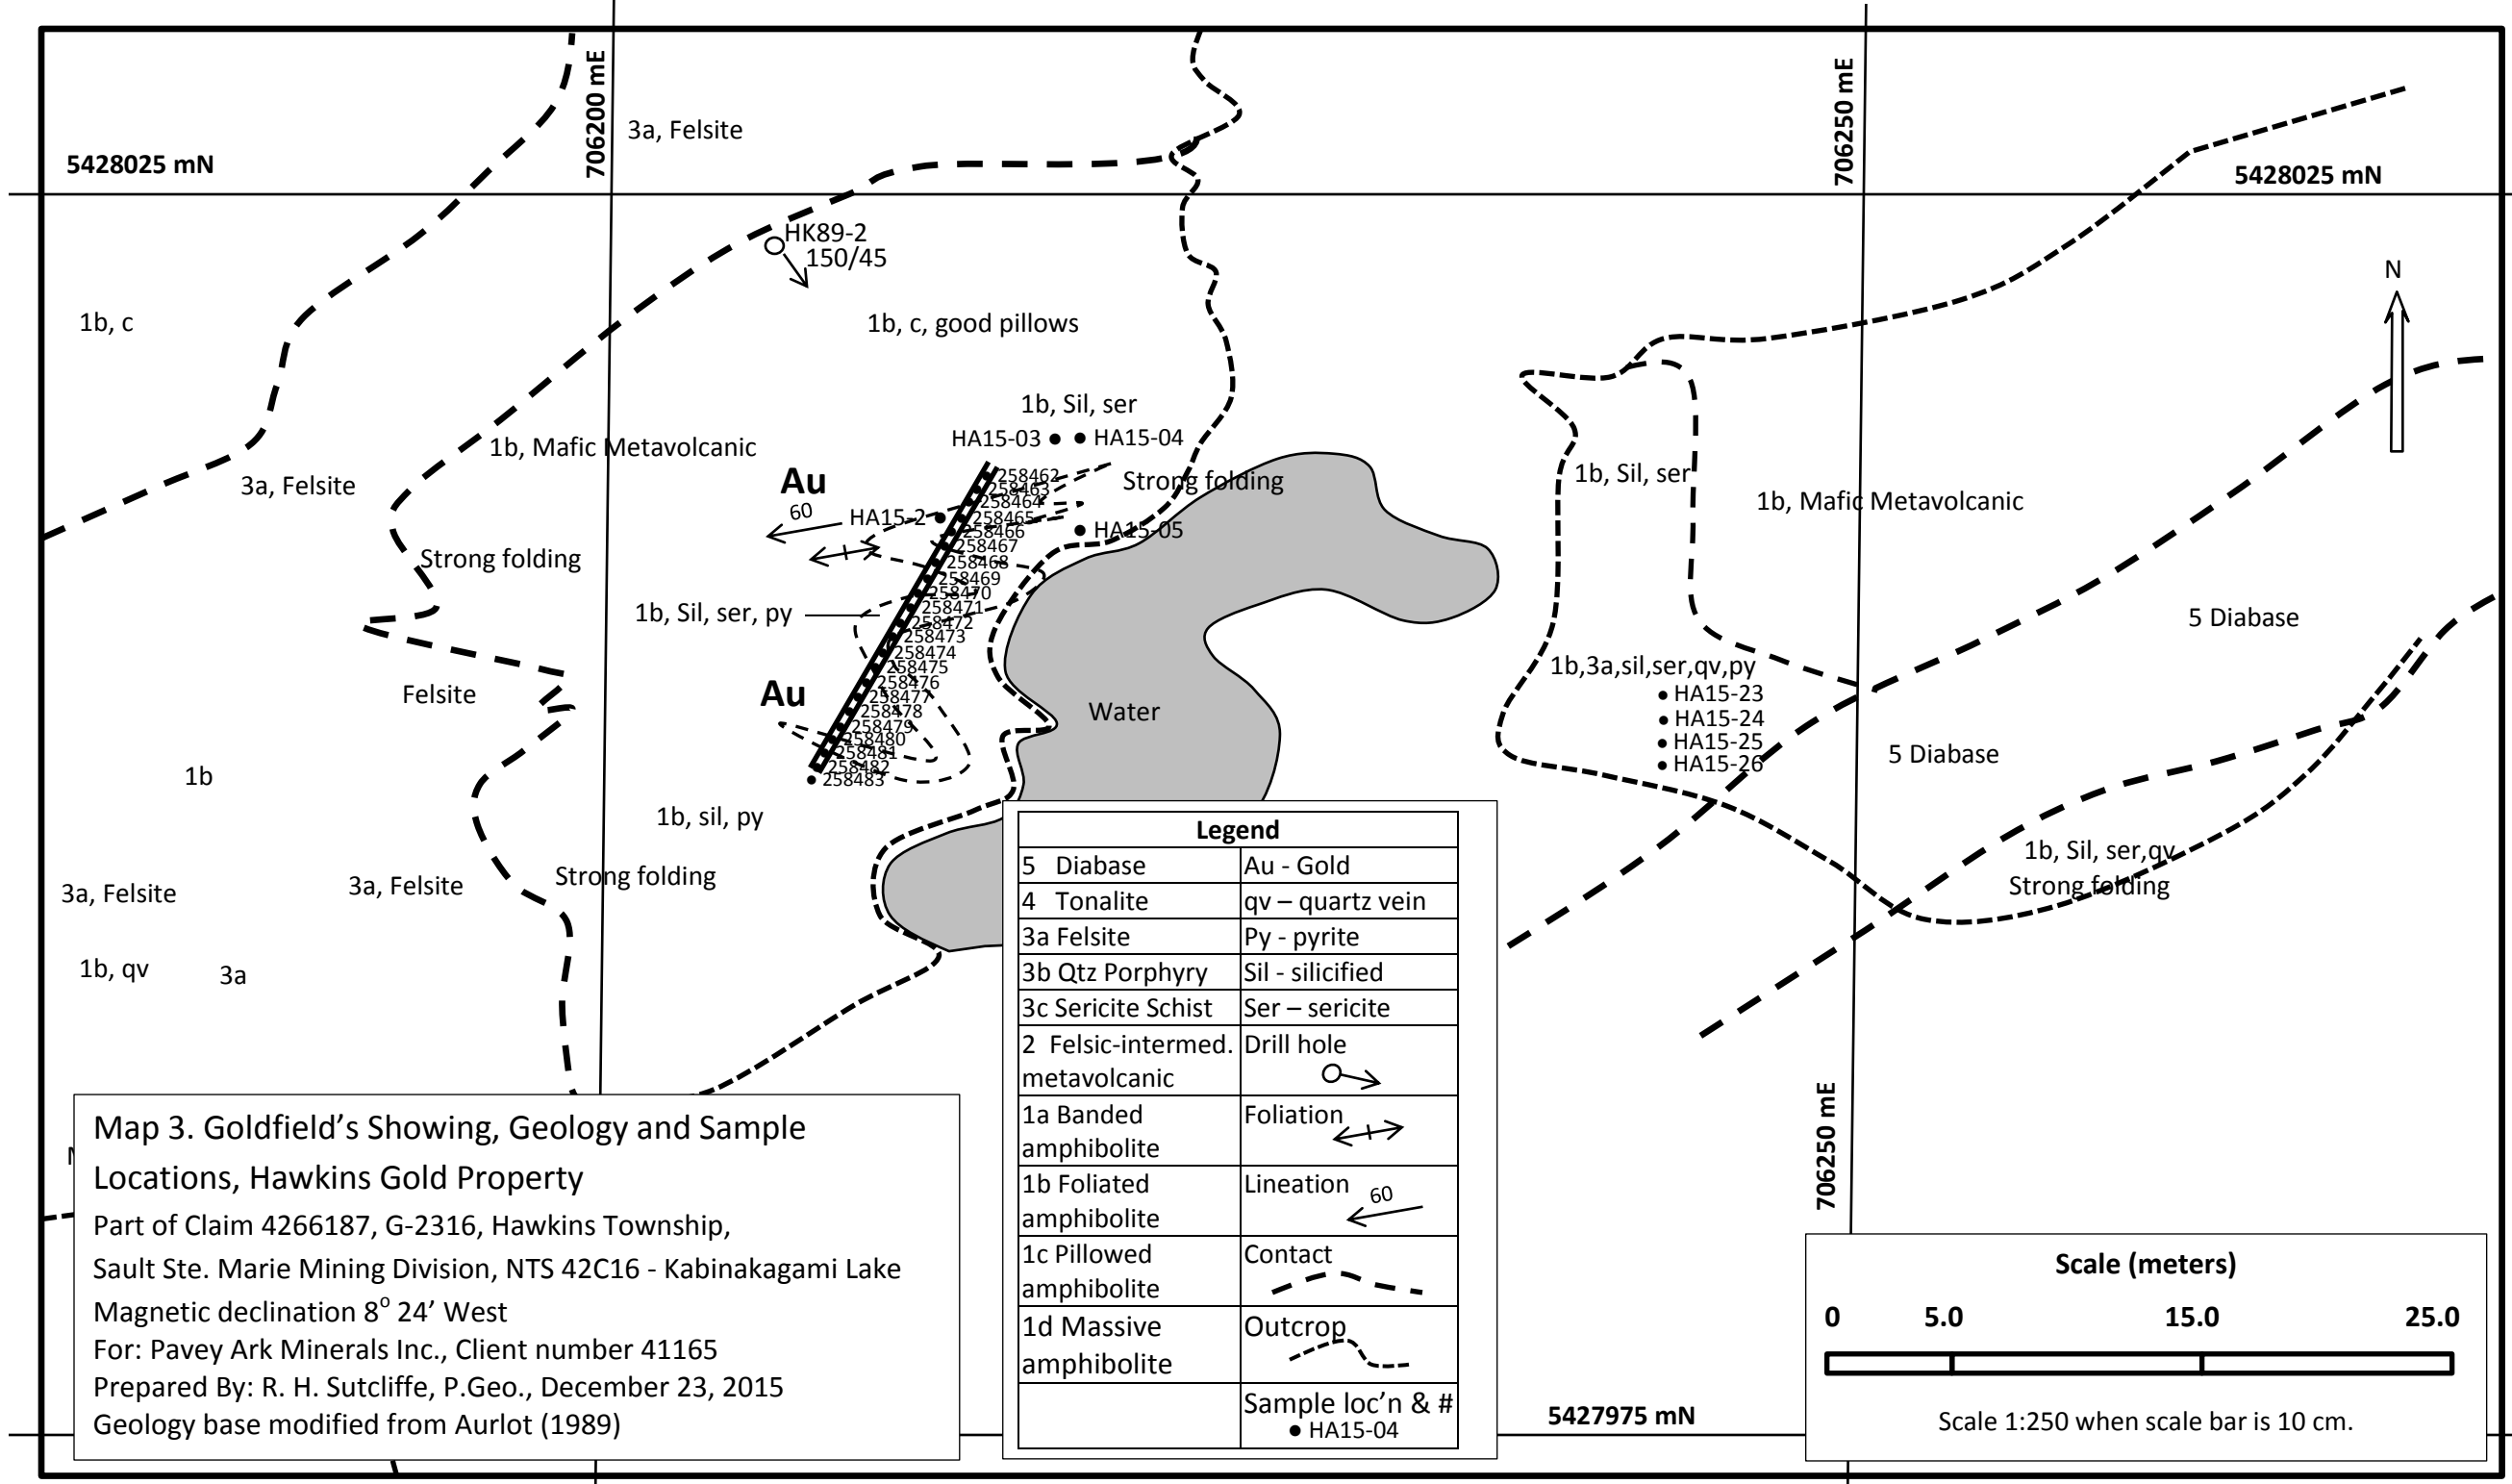 706200 mE
706250 mE
3a, Felsite
5428025 mN
5428025 mN
HK89-2
150/45
N
1b, c
1b, c, good pillows
1b, Sil, ser
HA15-03
HA15-04
1b, Mafic Metavolcanic
Au
258462
Strong folding
1b, Sil, ser
3a, Felsite
258463
258464
1b, Mafic Metavolcanic
60
HA15-2
258465
258466
HA15-05
258467
Strong folding
258468
258469
258470
1b, Sil, ser, py
258471
258472
5 Diabase
258473
258474
258475
1b,3a,sil,ser,qv,py
258476
Felsite
Au
258477
HA15-23
258478
Water
HA15-24
258479
258480
HA15-25
258481
5 Diabase
258482
HA15-26
258483
1b
1b, sil, py
1b, Sil, ser,qv
Strong folding
3a, Felsite
3a, Felsite
Strong folding
1b, qv
3a
706250 mE
5427975 mN
Legend
5 Diabase
Au - Gold
4 Tonalite
qv – quartz vein
3a Felsite
Py - pyrite
3b Qtz Porphyry
Sil - silicified
3c Sericite Schist
Ser – sericite
2 Felsic-intermed.
metavolcanic
Drill hole
1a Banded
amphibolite
Foliation
1b Foliated
amphibolite
Lineation
60
1c Pillowed
amphibolite
Contact
1d Massive
amphibolite
Outcrop
Sample loc’n & #
HA15-04
Map 3. Goldfield’s Showing, Geology and Sample
Locations, Hawkins Gold Property
Part of Claim 4266187, G-2316, Hawkins Township,
Sault Ste. Marie Mining Division, NTS 42C16 - Kabinakagami Lake
Magnetic declination 8o 24’ West
For: Pavey Ark Minerals Inc., Client number 41165
Prepared By: R. H. Sutcliffe, P.Geo., December 23, 2015
Geology base modified from Aurlot (1989)
Scale (meters)
0 5.0 15.0 25.0
Scale 1:250 when scale bar is 10 cm.